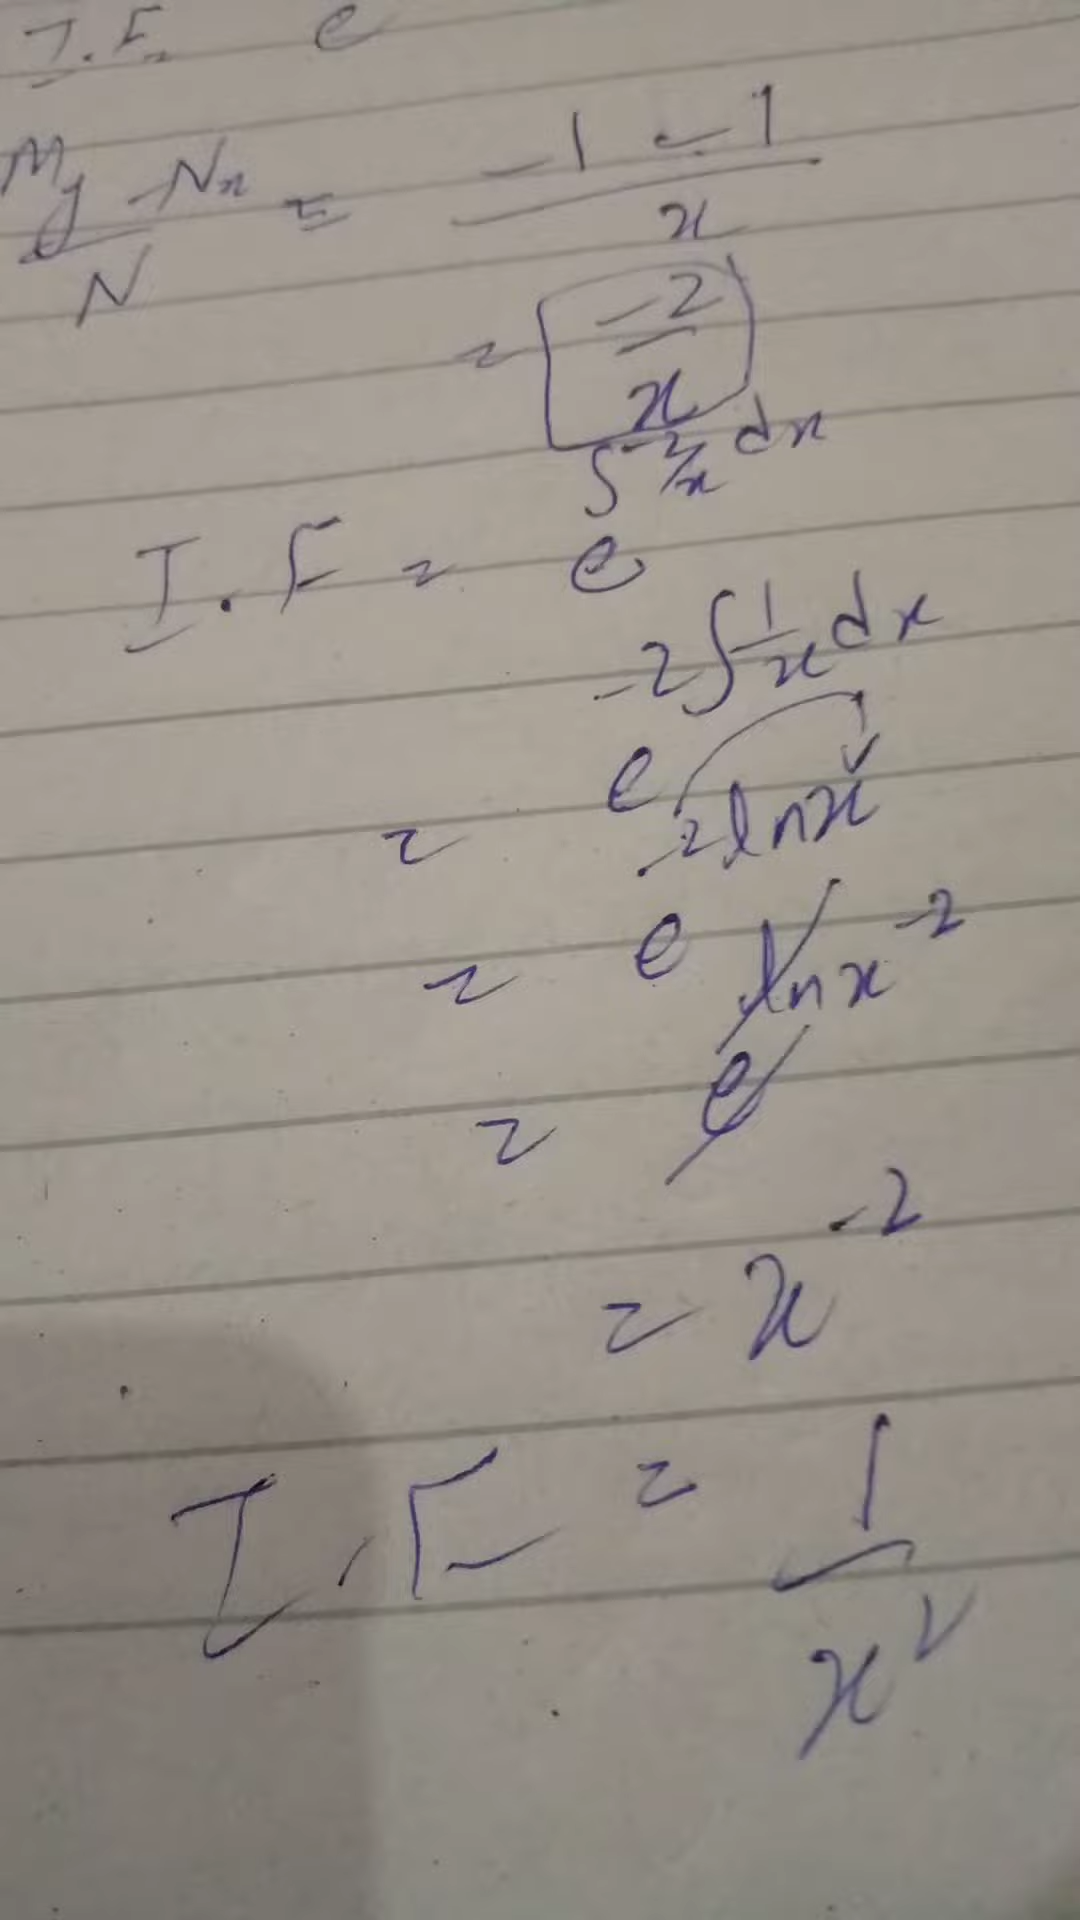 I.F. e
My - Nx / N = -1 - 1 / x
= -2 / x
I.F = e^∫-2/x dx
= e^-2∫1/x dx
= e^-2lnx
= e^lnx^-2
= x^-2
I.F = 1/x²